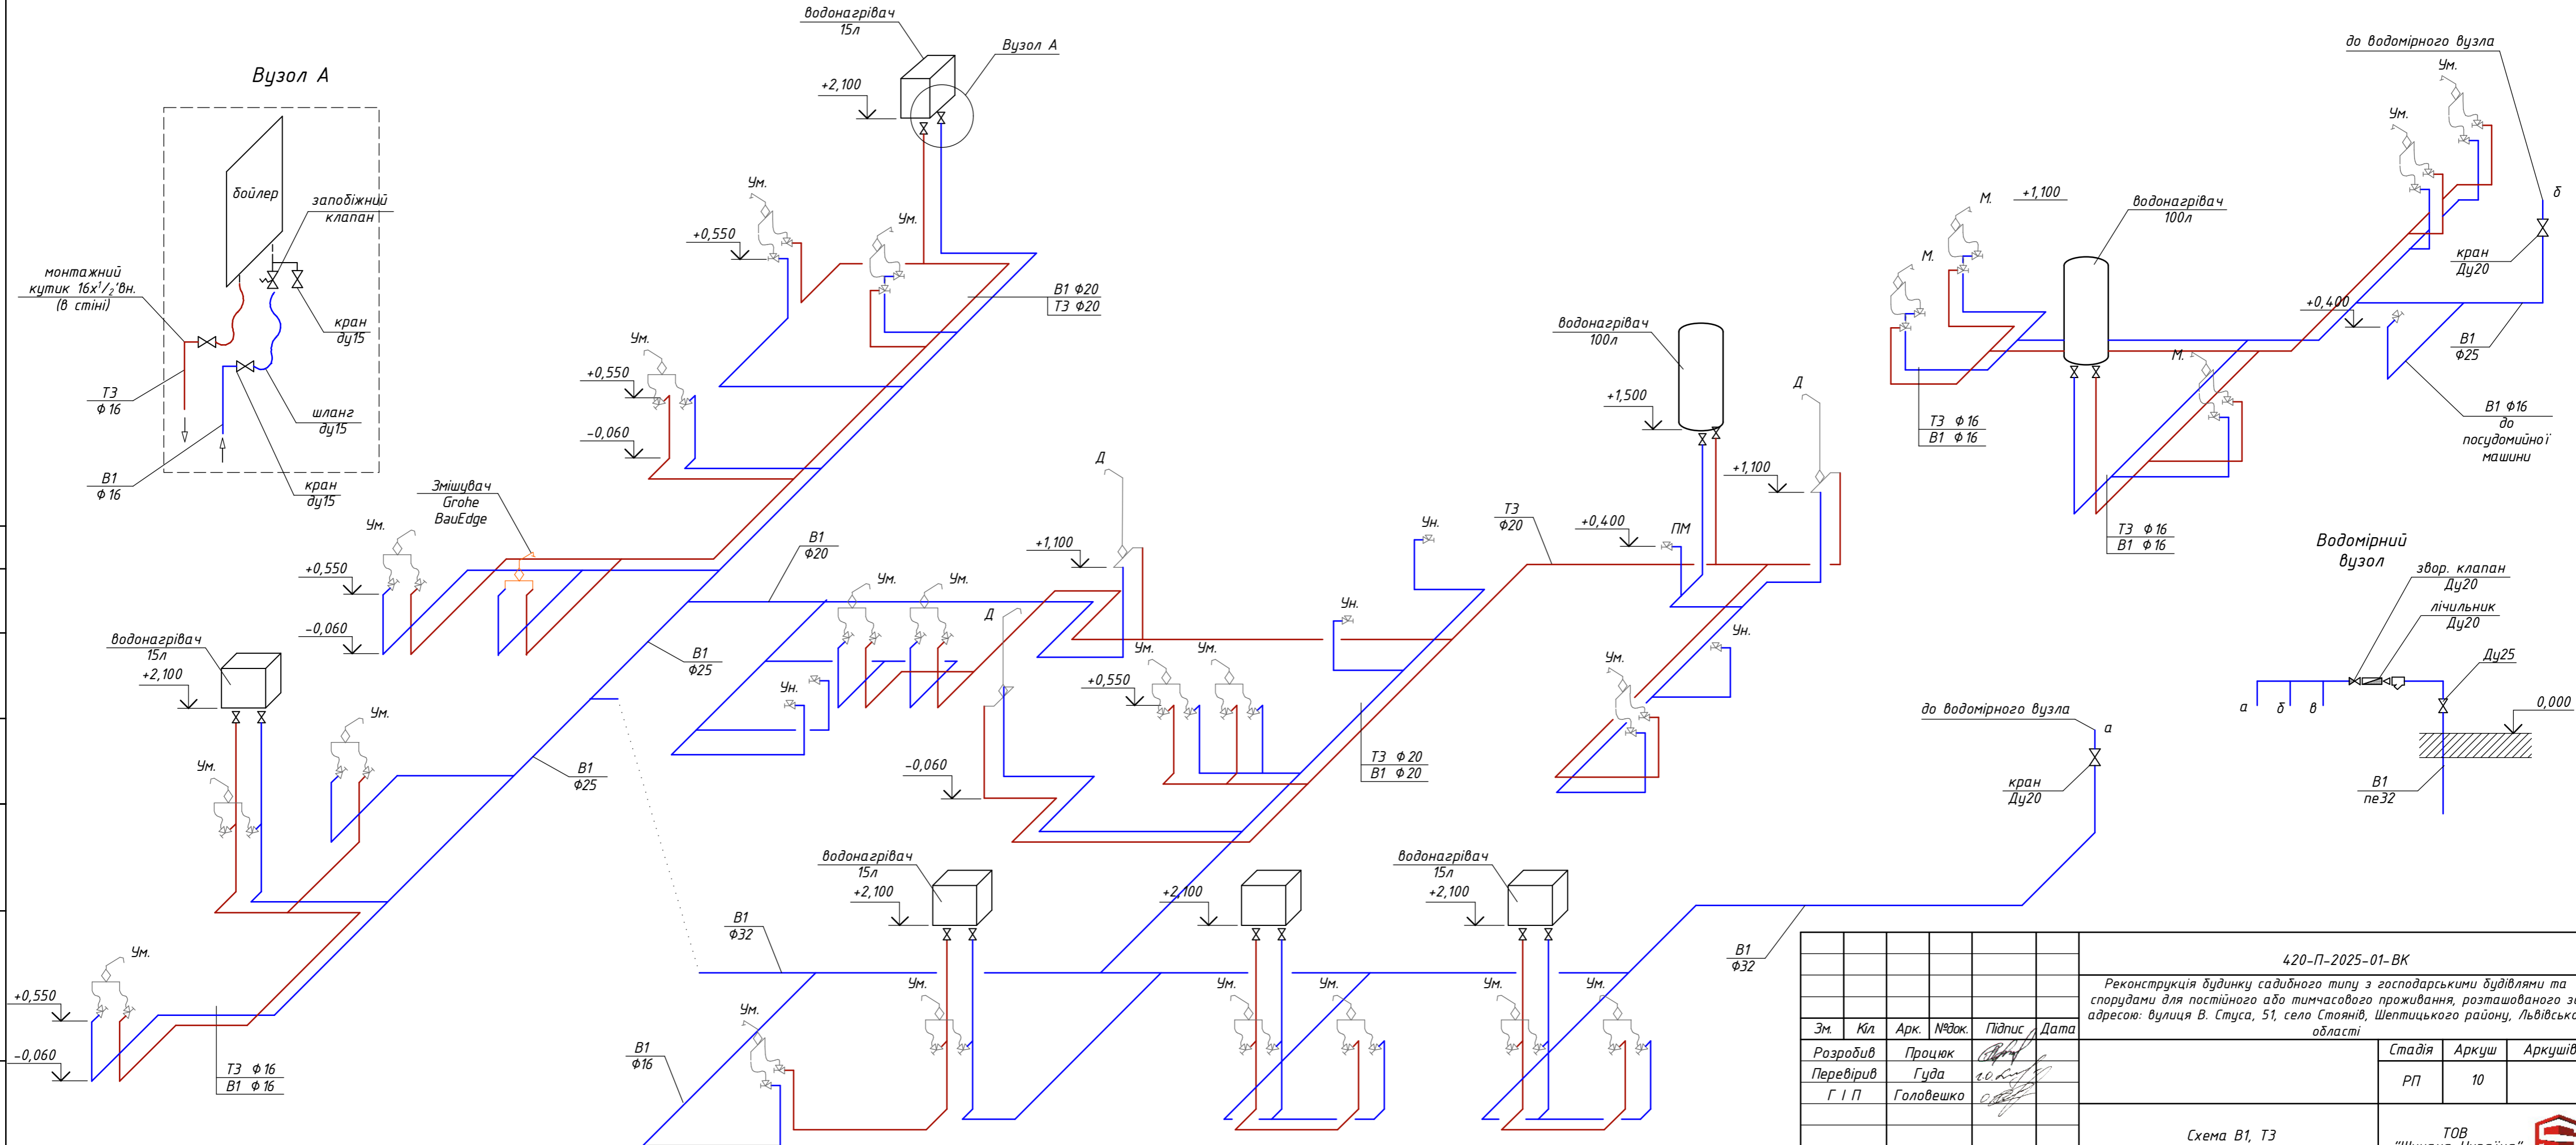 Вузол А
бойлер
запобіжний
клапан
монтажний
кутик 16х1/2"вн.
(в стіні)
кран
ду15
Т3
Ф16
шланг
ду15
В1
Ф16
кран
ду15
водонагрівач
15л
Вузол А
+2,100
Ум.
+0,550
Ум.
В1 Ф20
Т3 Ф20
Ум.
+0,550
-0,060
Змішувач
Grohe
BauEdge
Ум.
+0,550
-0,060
В1
Ф20
В1
Ф25
В1
Ф25
водонагрівач
15л
+2,100
Ум.
Ум.
Ум.
+0,550
-0,060
Т3 Ф16
В1 Ф16
Ум.
Ум.
Ун.
Д
+1,100
Д
-0,060
Ум.
Ум.
+0,550
Ун.
Ун.
Т3
Ф20
Т3 Ф20
В1 Ф20
водонагрівач
100л
+1,500
+0,400
ПМ
Д
+1,100
Ун.
Ум.
М.
+1,100
М.
водонагрівач
100л
М.
Т3 Ф16
В1 Ф16
Т3 Ф16
В1 Ф16
Ум.
Ум.
до водомірного вузла
б
кран
Ду20
+0,400
В1
Ф25
В1 Ф16
до
посудомийної
машини
Водомірний
вузол
звор. клапан
Ду20
лічильник
Ду20
Ду25
0,000
а
б
в
В1
пе32
до водомірного вузла
а
кран
Ду20
В1
Ф32
В1
Ф32
В1
Ф16
водонагрівач
15л
+2,100
+2,100
водонагрівач
15л
+2,100
Ум.
Ум.
Ум.
Ум.
Ум.
Ум.
420-П-2025-01-ВК
Реконструкція будинку садибного типу з господарськими будівлями та
спорудами для постійного або тимчасового проживання, розташованого
адресою: вулиця В. Стуса, 51, село Стоянів, Шептицького району,
області
Зм. Кіл. Арк. №док. Підпис Дата
Розробив Процюк
Перевірив Гуда
ГІП Головешко
Стадія Аркуш Аркушів
РП 10
Схема В1, Т3
ТОВ